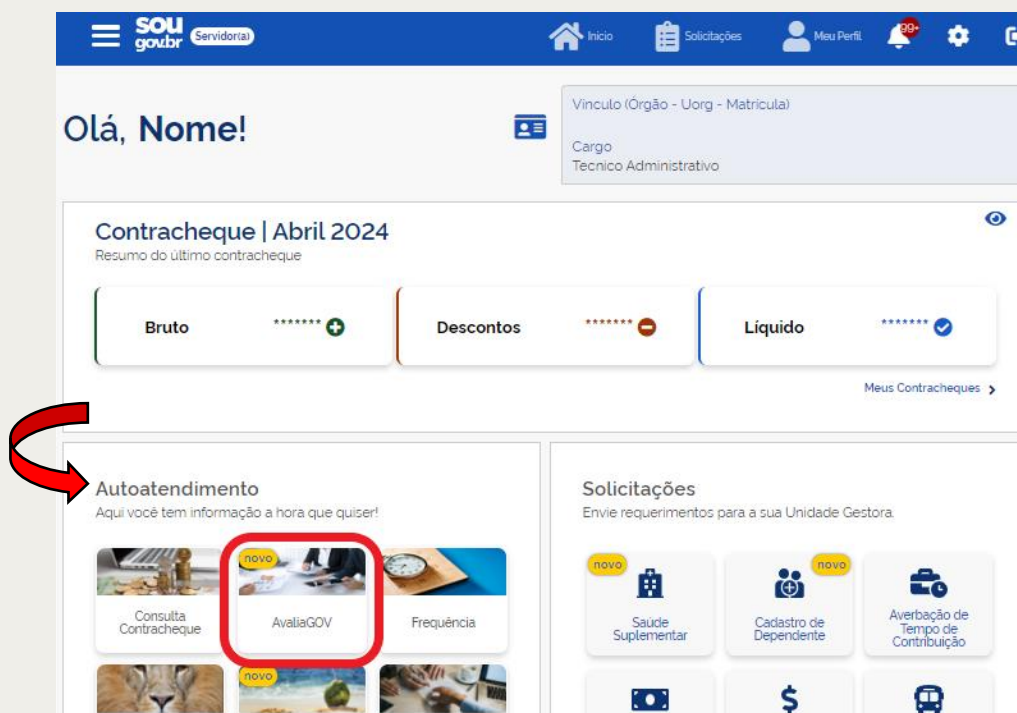 SOU
gov.br
Servidor(a)
Início
Solicitações
Meu Perfil
99+
Olá, Nome!
Vínculo (Órgão - Uorg - Matrícula)
Cargo
Tecnico Administrativo
Contracheque | Abril 2024
Resumo do último contracheque
Bruto *******
Descontos *******
Líquido *******
Meus Contracheques
Autoatendimento
Aqui você tem informação a hora que quiser!
novo
Consulta
Contracheque
AvaliaGOV
Frequência
novo
Solicitações
Envie requerimentos para a sua Unidade Gestora.
novo
novo
Saúde
Suplementar
Cadastro de
Dependente
Averbação de
Tempo de
Contribuição